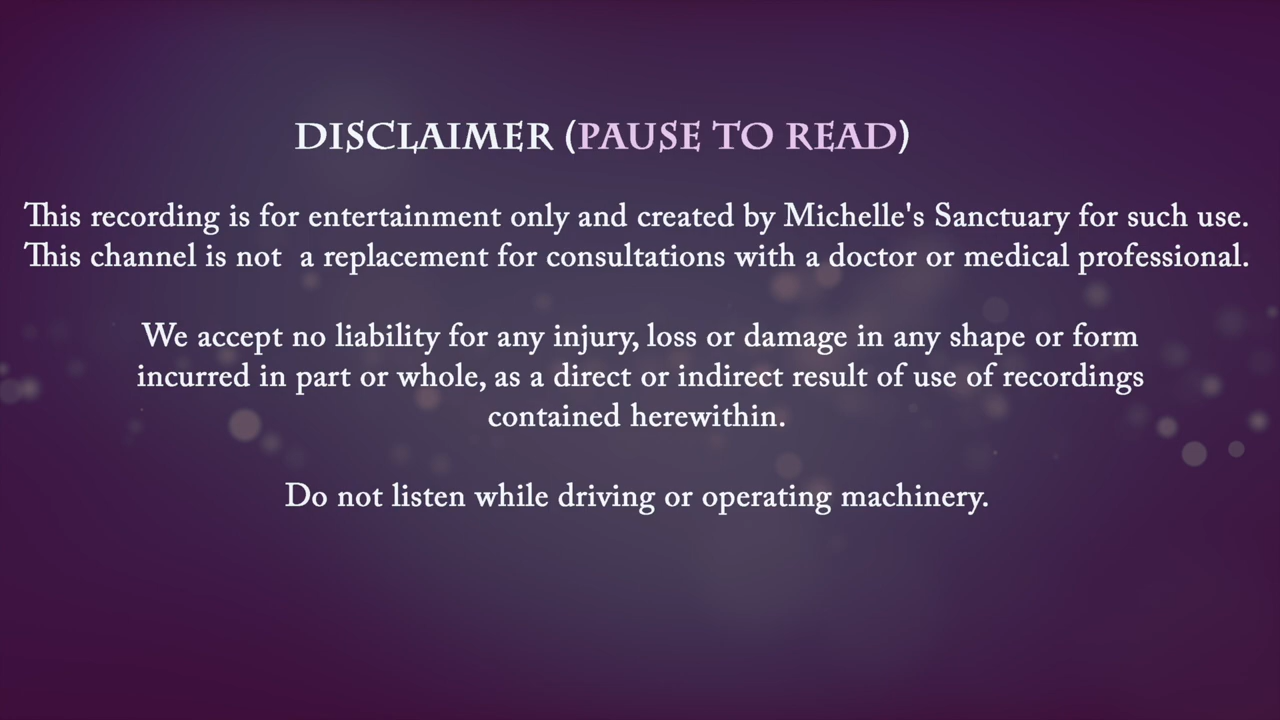 DISCLAIMER (PAUSE TO READ)
This recording is for entertainment only and created by Michelle's Sanctuary for such use.
This channel is not  a replacement for consultations with a doctor or medical professional.
We accept no liability for any injury, loss or damage in any shape or form
incurred in part or whole, as a direct or indirect result of use of recordings
contained herewithin.
Do not listen while driving or operating machinery.